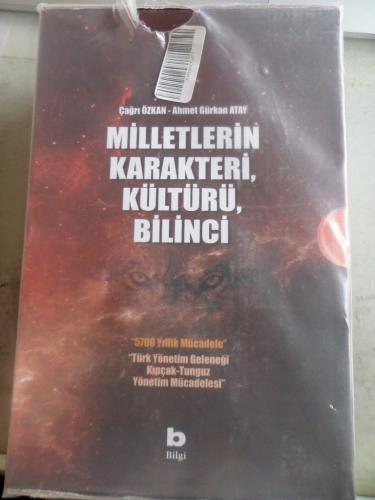 Çağrı ÖZKAN - Ahmet Gürkan ATAY
MİLLETLERİN
KARAKTERİ,
KÜLTÜRÜ,
BİLİNCİ
"5700 Yıllık Mücadele"
"Türk Yönetim Geleneği
Kıpçak-Tunguz
Yönetim Mücadelesi"
b
Bilgi